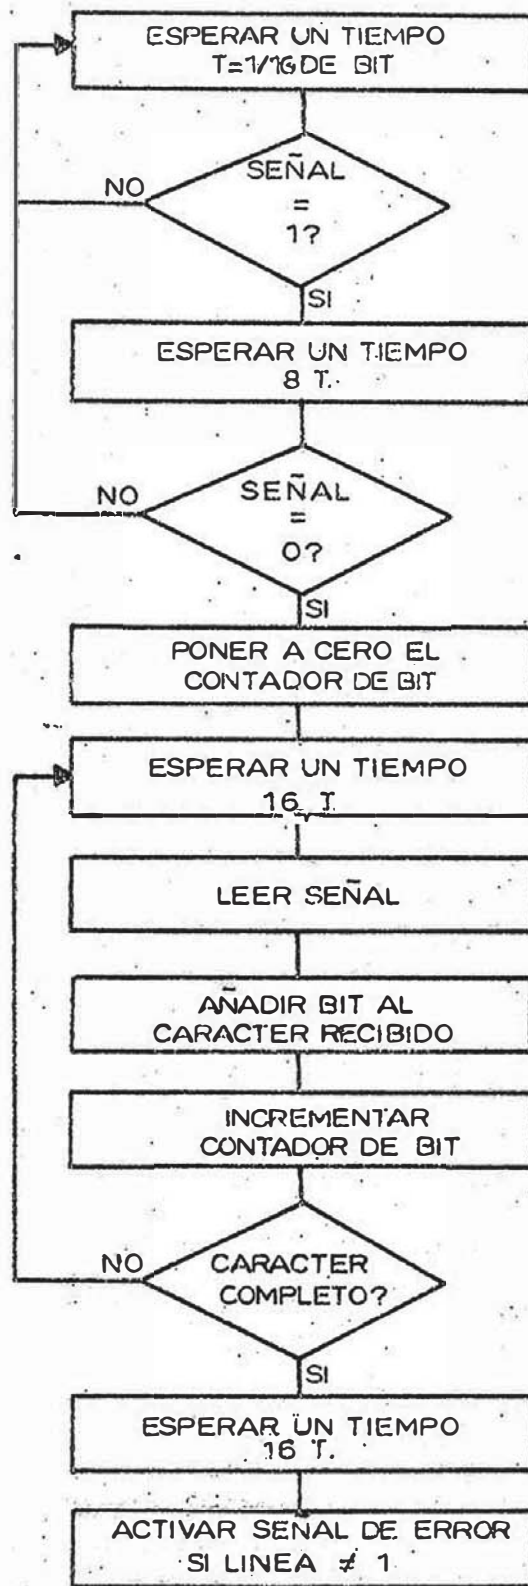 ESPERAR UN TIEMPO
T=1/16 DE BIT
SEÑAL
=
1?
NO
SI
ESPERAR UN TIEMPO
8 T.
SEÑAL
=
0?
NO
SI
PONER A CERO EL
CONTADOR DE BIT
ESPERAR UN TIEMPO
16 T
LEER SEÑAL
AÑADIR BIT AL
CARACTER RECIBIDO
INCREMENTAR
CONTADOR DE BIT
NO
CARACTER
COMPLETO?
SI
ESPERAR UN TIEMPO
16 T.
ACTIVAR SEÑAL DE ERROR
SI LINEA ≠ 1